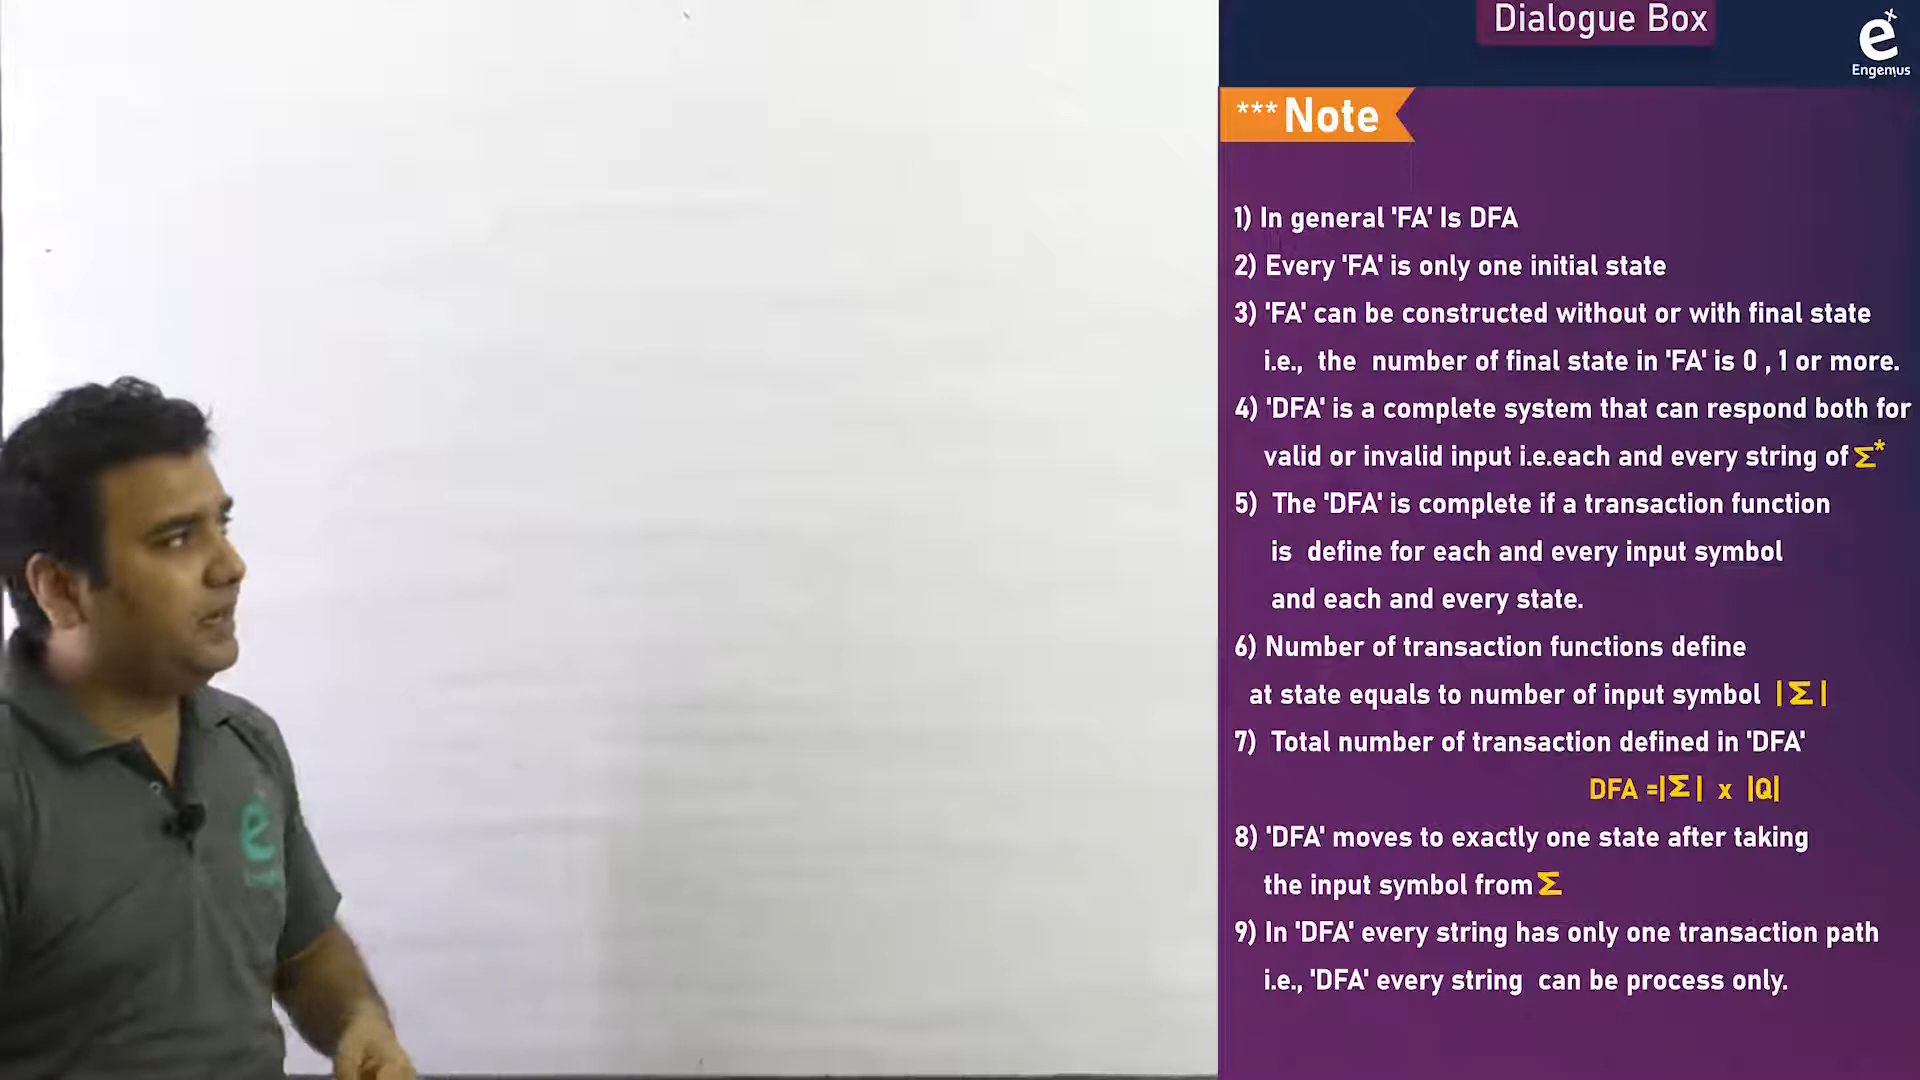 Dialogue Box
ex
Engenius
*** Note
1) In general 'FA' Is DFA
2) Every 'FA' is only one initial state
3) 'FA' can be constructed without or with final state
i.e., the number of final state in 'FA' is 0 , 1 or more.
4) 'DFA' is a complete system that can respond both for
valid or invalid input i.e.each and every string of Σ*
5) The 'DFA' is complete if a transaction function
is define for each and every input symbol
and each and every state.
6) Number of transaction functions define
at state equals to number of input symbol |Σ|
7) Total number of transaction defined in 'DFA'
DFA =|Σ| x |Q|
8) 'DFA' moves to exactly one state after taking
the input symbol from Σ
9) In 'DFA' every string has only one transaction path
i.e., 'DFA' every string can be process only.